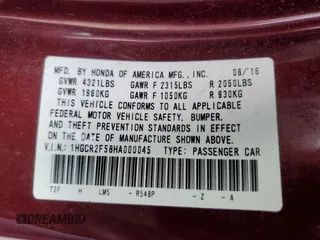 MFD. BY HONDA OF AMERICA MFG., INC. 06/16
GVWR 4321LBS GAWR F 2315LBS R 2050LBS
GVWR 1960KG GAWR F 1050KG R 930KG
THIS VEHICLE CONFORMS TO ALL APPLICABLE
FEDERAL MOTOR VEHICLE SAFETY, BUMPER,
AND THEFT PREVENTION STANDARDS IN EFFECT
ON THE DATE OF MANUFACTURE SHOWN ABOVE.
V.I.N.: 1HGCR2F58HA000045 TYPE: PASSENGER CAR
T2F H LMS - R548P - Z - A
DREAMBID